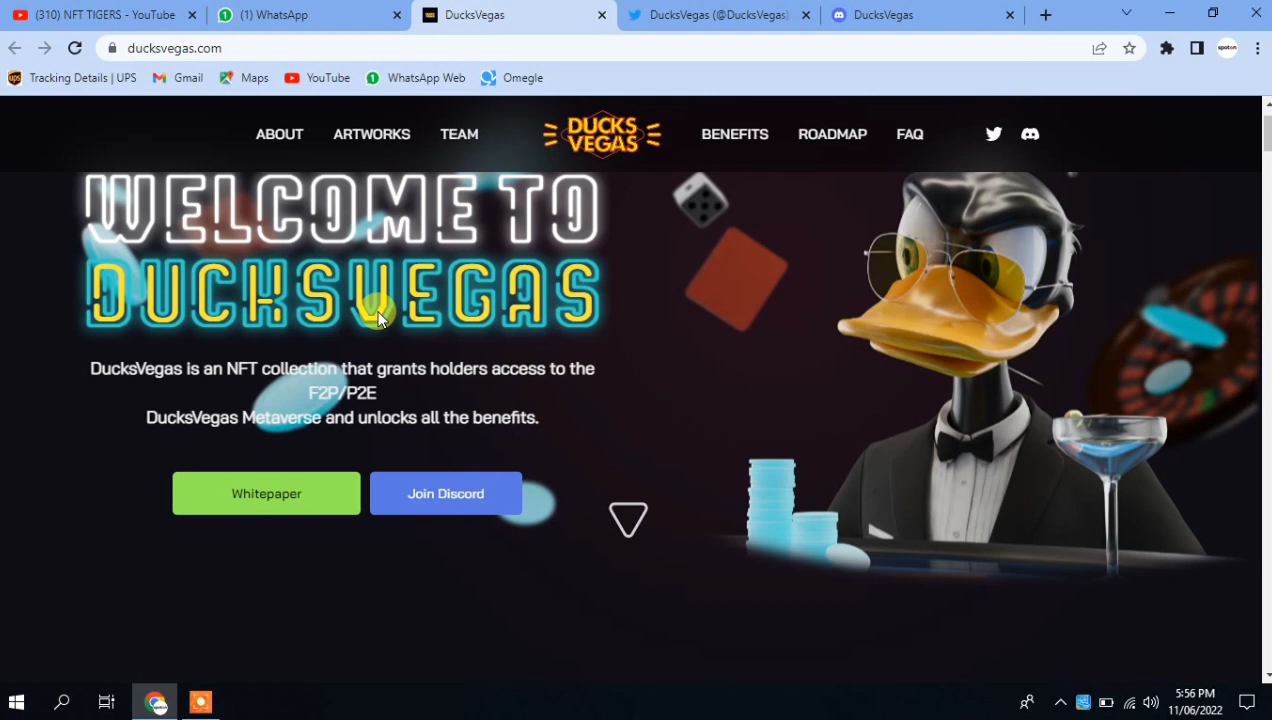 (310) NFT TIGERS - YouTube
(1) WhatsApp
DucksVegas
DucksVegas (@DucksVegas)
DucksVegas
ducksvegas.com
spoton
Tracking Details | UPS
Gmail
Maps
YouTube
WhatsApp Web
Omegle
ABOUT
ARTWORKS
TEAM
DUCKS
VEGAS
BENEFITS
ROADMAP
FAQ
WELCOME TO
DUCKSVEGAS
DucksVegas is an NFT collection that grants holders access to the
F2P/P2E
DucksVegas Metaverse and unlocks all the benefits.
Whitepaper
Join Discord
5:56 PM
11/06/2022